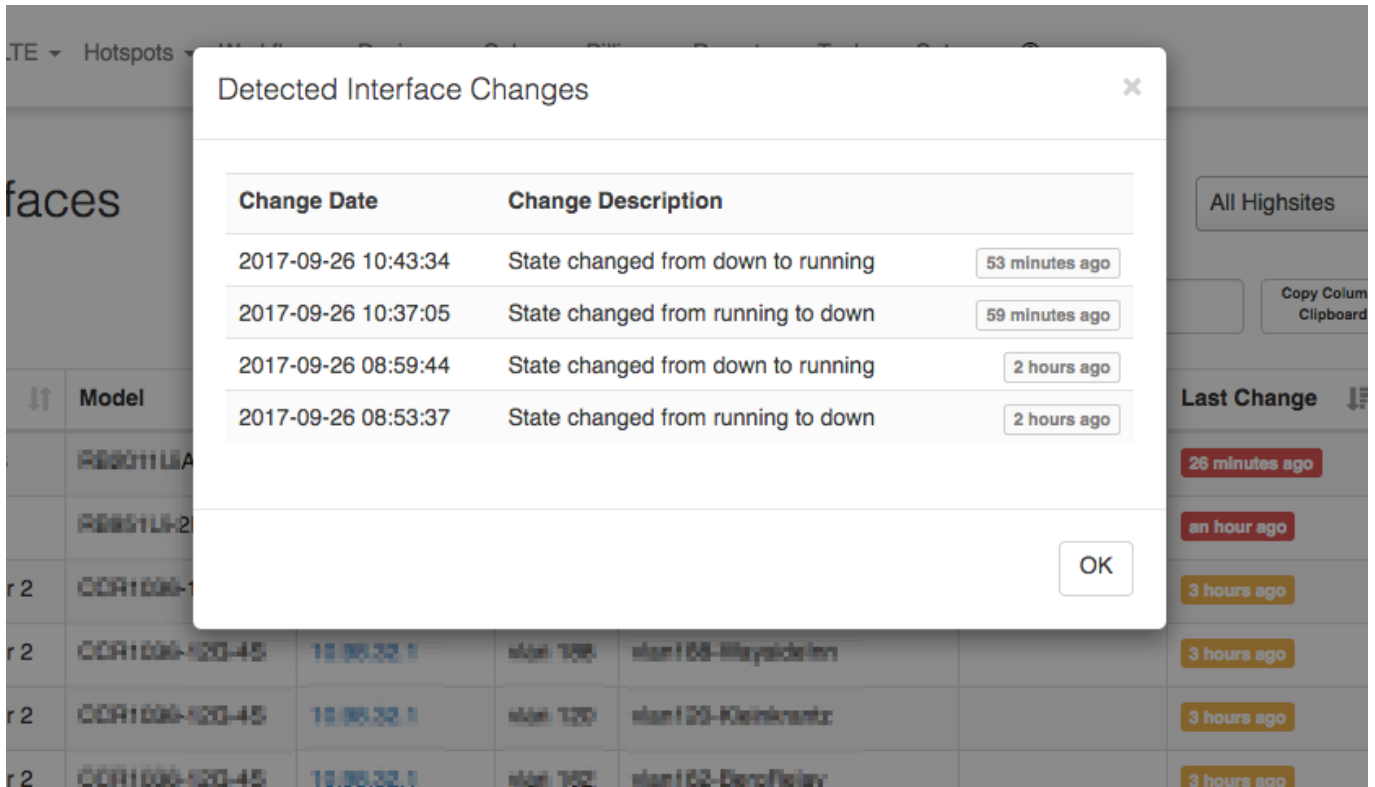 LTE Hotspots
Detected Interface Changes ×
faces
All Highsites
Change Date Change Description
2017-09-26 10:43:34 State changed from down to running 53 minutes ago
2017-09-26 10:37:05 State changed from running to down 59 minutes ago
Copy Colum
Clipboard
2017-09-26 08:59:44 State changed from down to running 2 hours ago
2017-09-26 08:53:37 State changed from running to down 2 hours ago
Model Last Change
26 minutes ago
an hour ago
OK
r 2 3 hours ago
r 2 3 hours ago
r 2 3 hours ago
r 2 3 hours ago